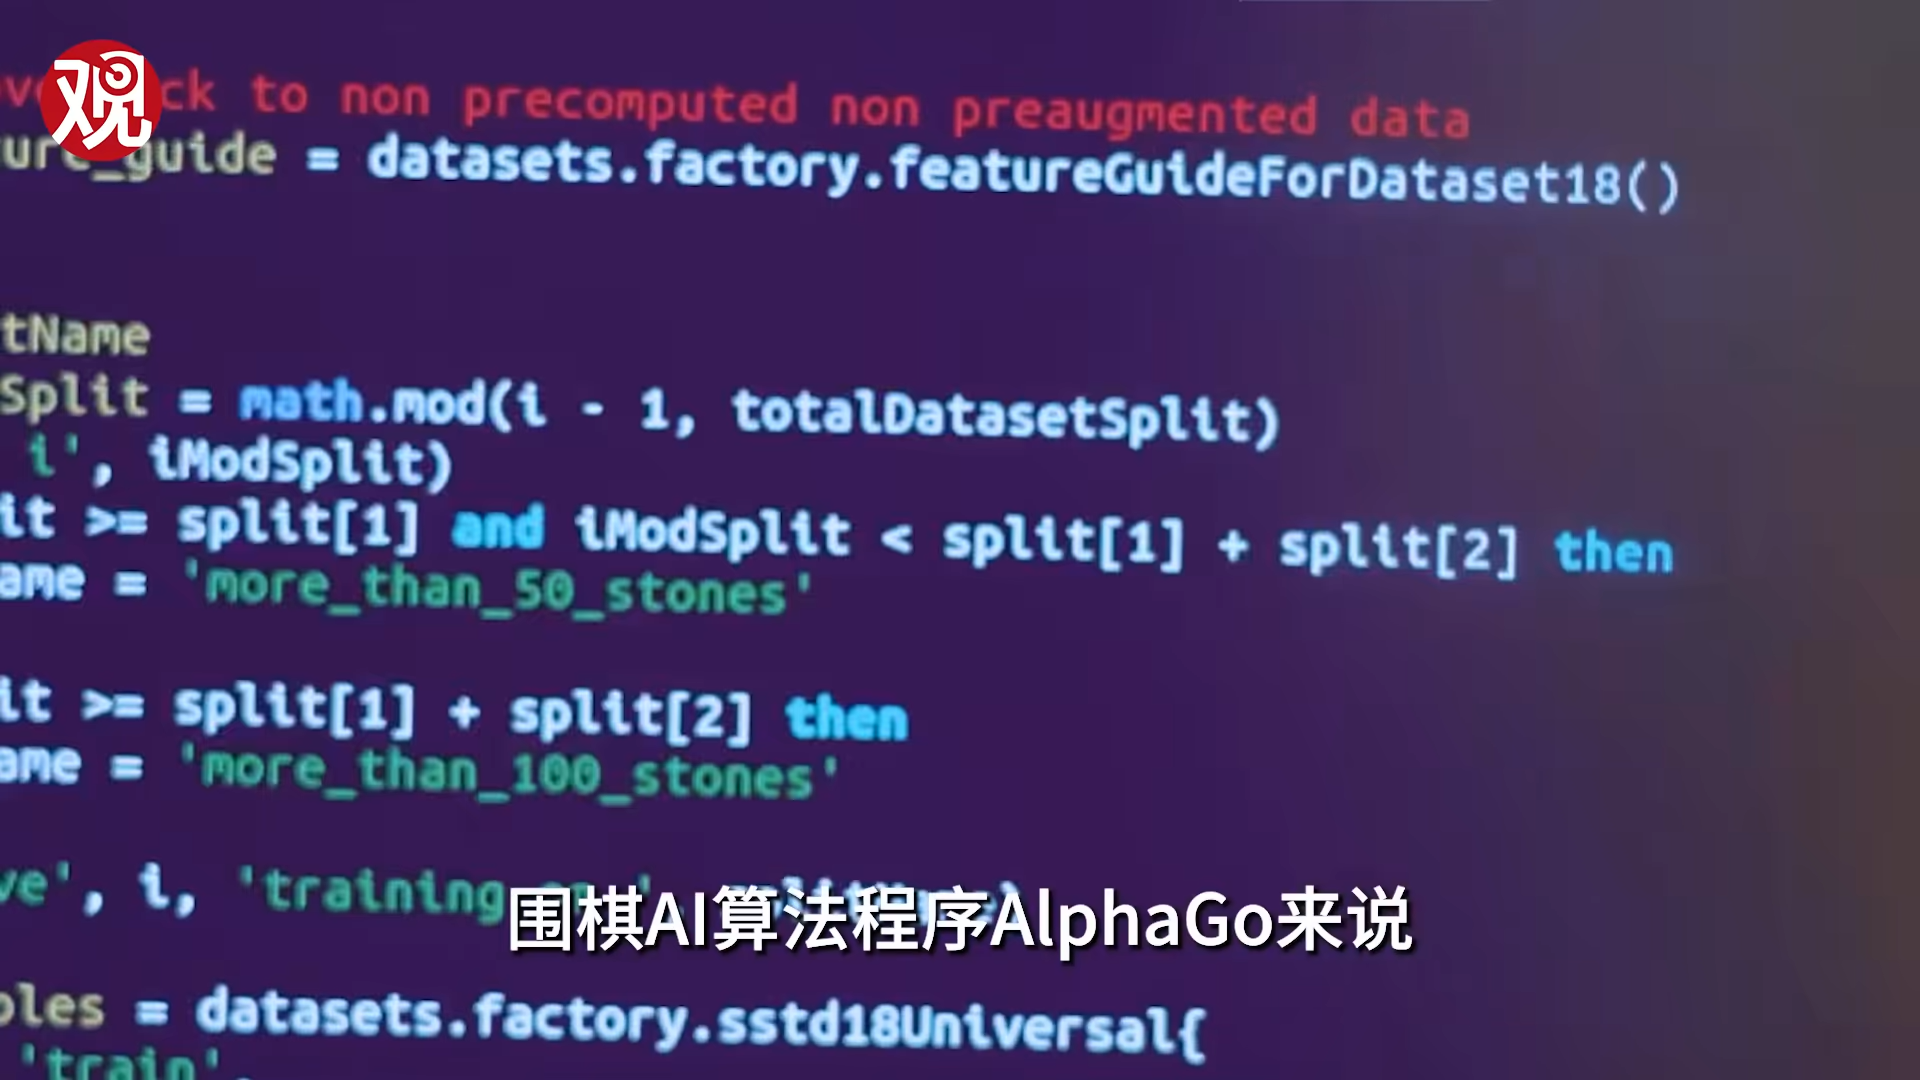 观
to non precomputed non preaugmented data
guide = datasets.factory.featureGuideForDataset18()
tName
Split = math.mod(i - 1, totalDatasetSplit)
i', iModSplit)
it >= split[1] and iModSplit < split[1] + split[2] then
ame = 'more_than_50_stones'
it >= split[1] + split[2] then
ame = 'more_than_100_stones'
ve', i, 'training
围棋AI算法程序AlphaGo来说
ples = datasets.factory.sstd18Universal{
'train',